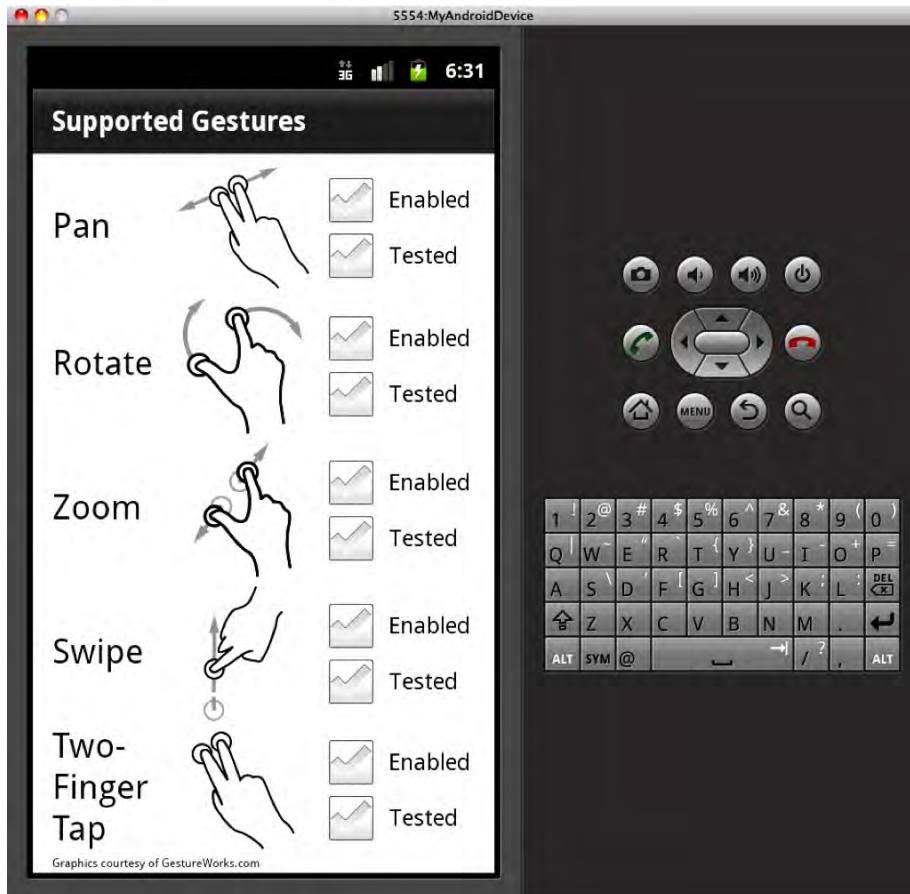 5554:MyAndroidDevice
3G 6:31
Supported Gestures
Pan
Enabled
Tested
Rotate
Enabled
Tested
Zoom
Enabled
Tested
Swipe
Enabled
Tested
Two-
Finger
Tap
Enabled
Tested
Graphics courtesy of GestureWorks.com
MENU
1 ! 2 @ 3 # 4 $ 5 % 6 ^ 7 & 8 * 9 ( 0 )
Q | W ~ E " R ` T { Y } U _ I - O + P =
A S \ D ' F [ G ] H < J > K ; L : DEL
Z X C V B N M .
ALT SYM @ / ? , ALT